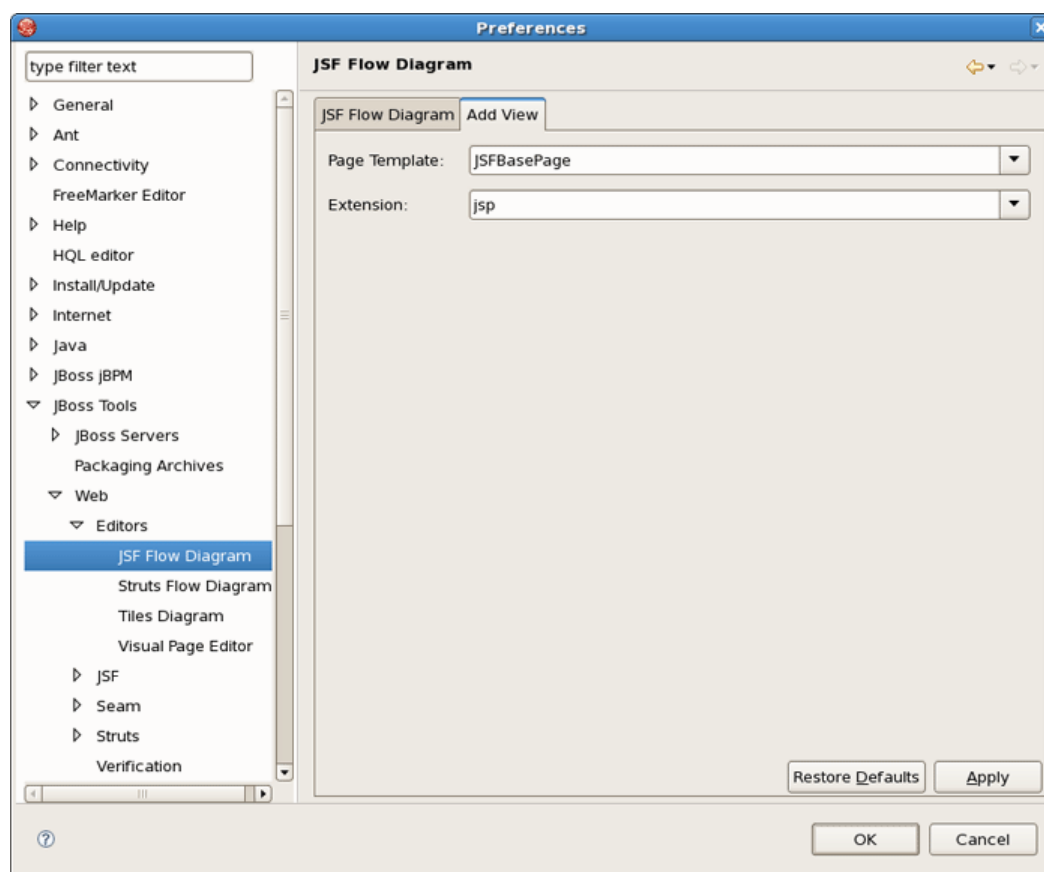 Preferences
type filter text
JSF Flow Diagram
General
Ant
Connectivity
FreeMarker Editor
Help
HQL editor
Install/Update
Internet
Java
JBoss jBPM
JBoss Tools
JBoss Servers
Packaging Archives
Web
Editors
JSF Flow Diagram
Struts Flow Diagram
Tiles Diagram
Visual Page Editor
JSF
Seam
Struts
Verification
JSF Flow Diagram Add View
Page Template: JSFBasePage
Extension: jsp
Restore Defaults Apply
OK Cancel